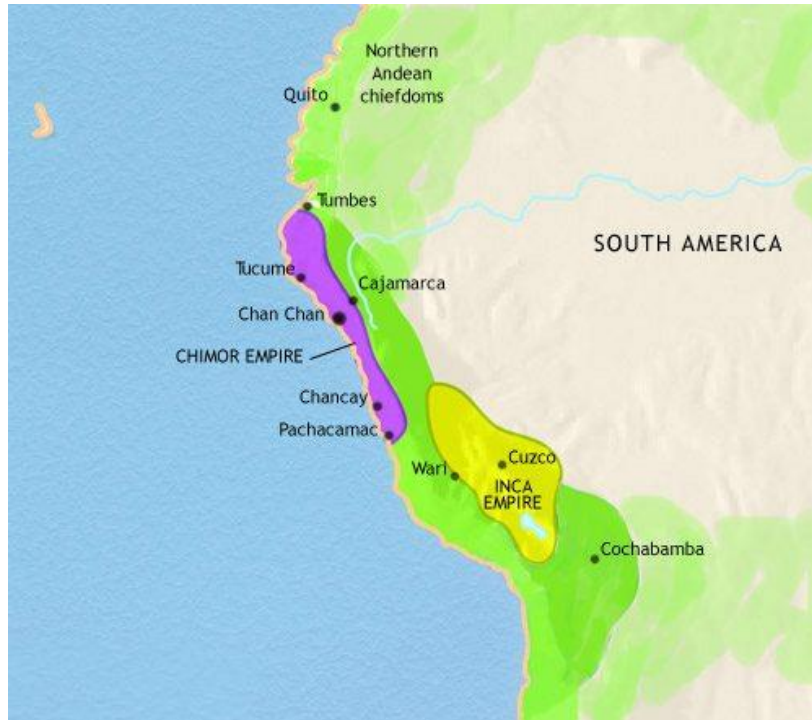 Northern
Andean
chiefdoms
Quito
Tumbes
SOUTH AMERICA
Tucume
Cajamarca
Chan Chan
CHIMOR EMPIRE
Chancay
Pachacamac
Cuzco
Wari
INCA
EMPIRE
Cochabamba